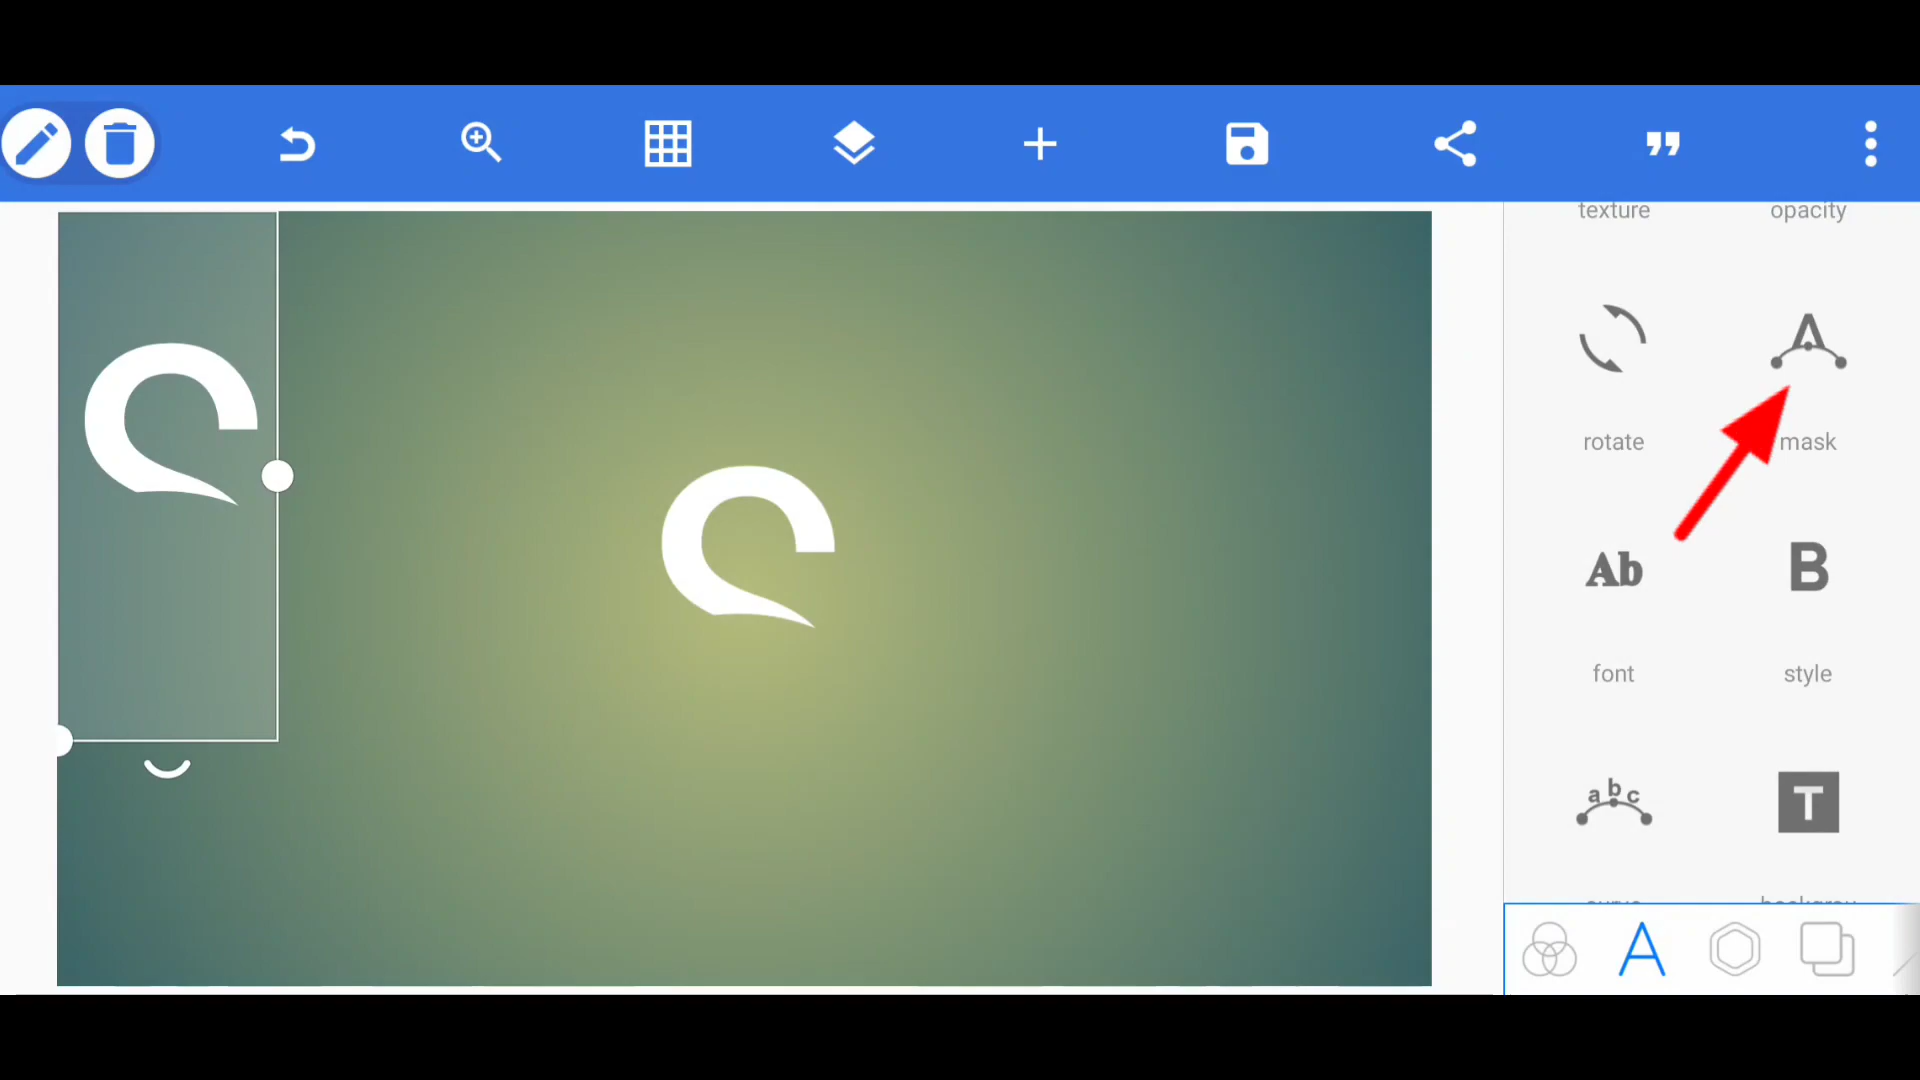 texture opacity
rotate mask
Ab B
font style
abc T
A